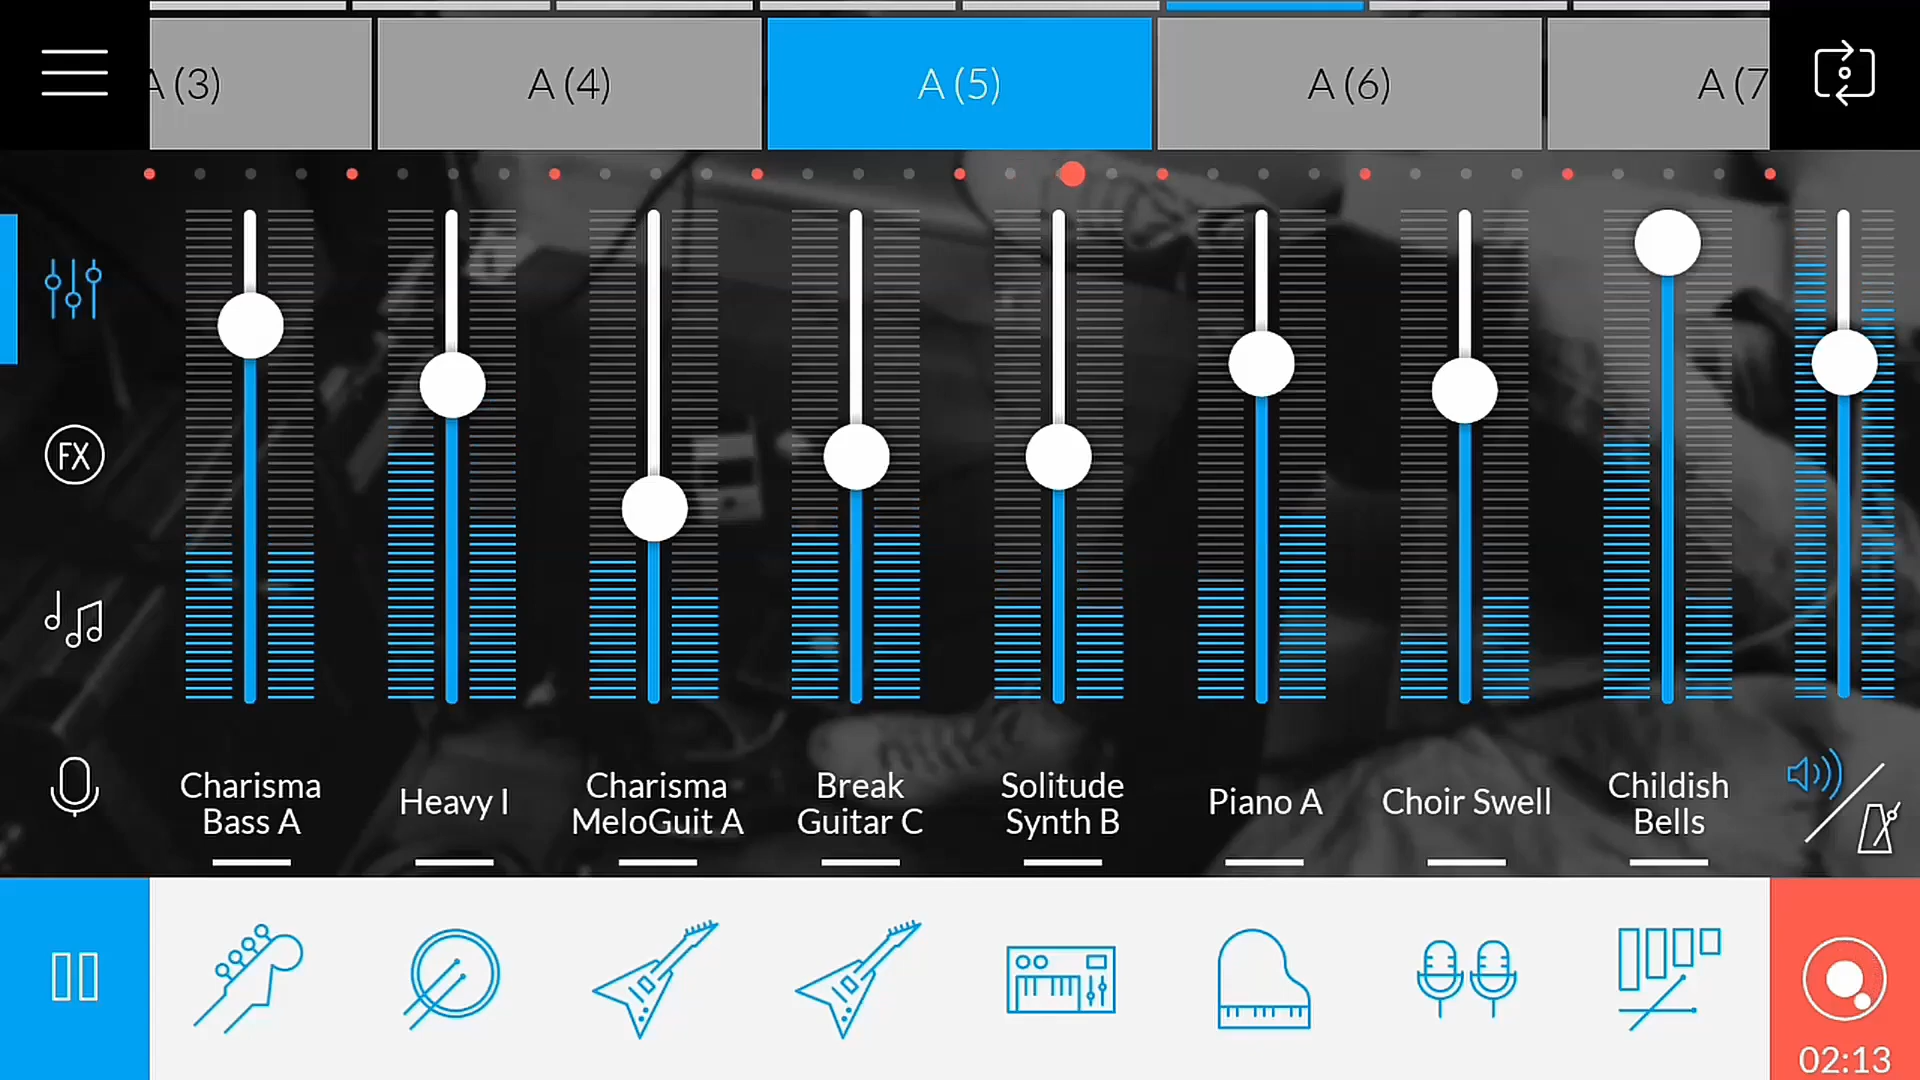 A (3)
A (4)
A (5)
A (6)
A (7
FX
Charisma
Bass A
Heavy I
Charisma
MeloGuit A
Break
Guitar C
Solitude
Synth B
Piano A
Choir Swell
Childish
Bells
02:13